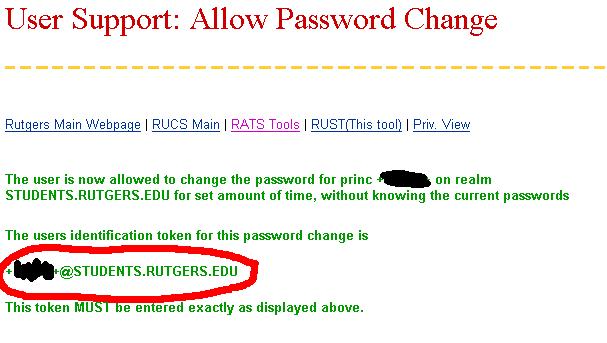 User Support: Allow Password Change
Rutgers Main Webpage | RUCS Main | RATS Tools | RUST(This tool) | Priv. View
The user is now allowed to change the password for princ + on realm
STUDENTS.RUTGERS.EDU for set amount of time, without knowing the current passwords
The users identification token for this password change is
+ +@STUDENTS.RUTGERS.EDU
This token MUST be entered exactly as displayed above.